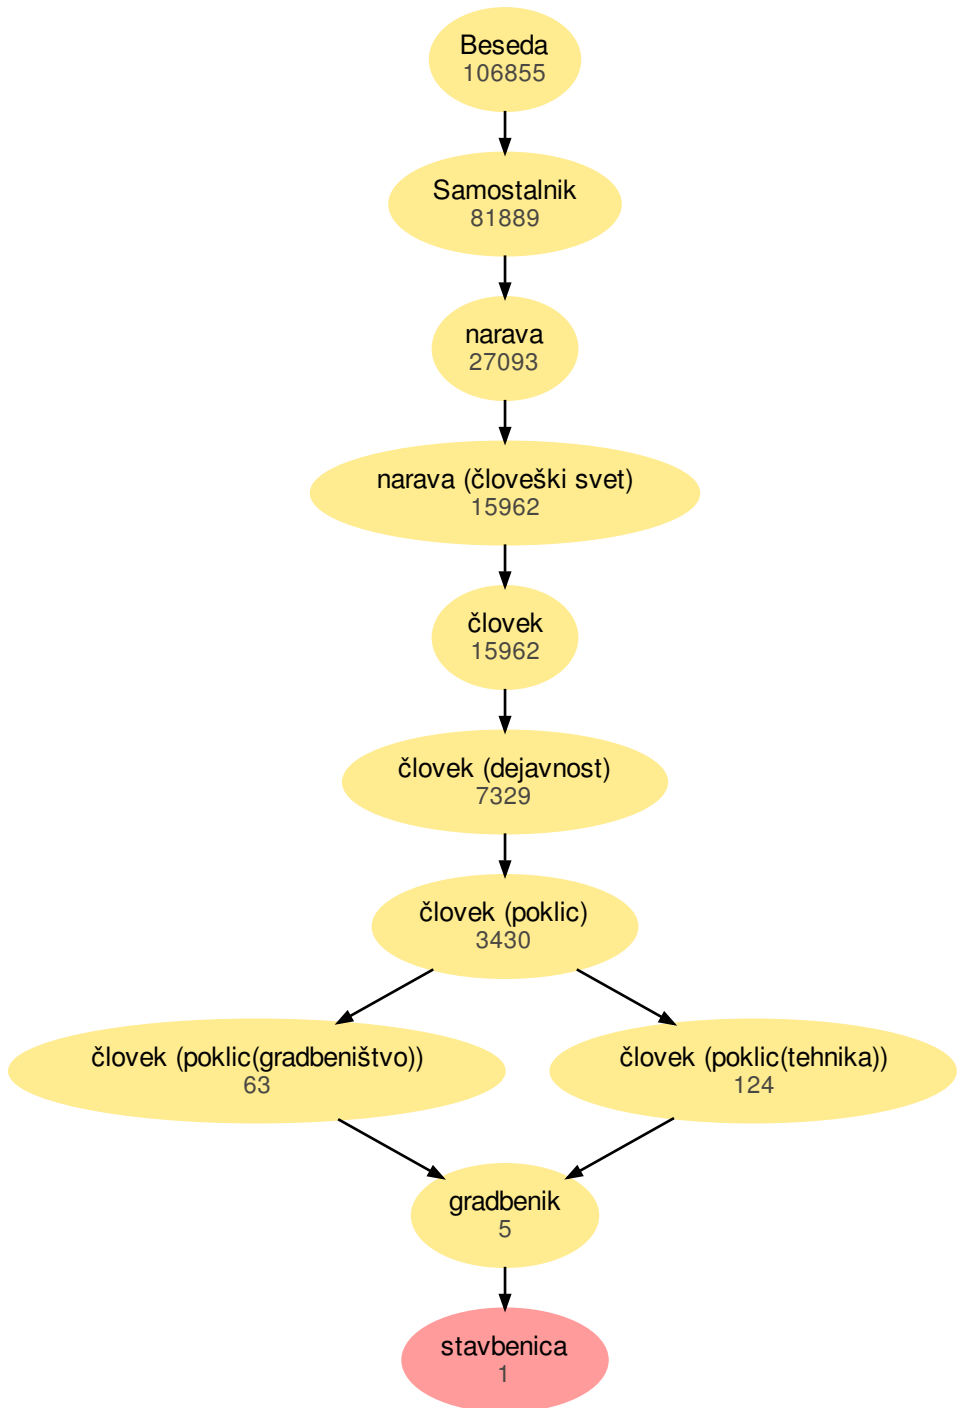 Beseda
106855
Samostalnik
81889
narava
27093
narava (človeški svet)
15962
človek
15962
človek (dejavnost)
7329
človek (poklic)
3430
človek (poklic(gradbeništvo))
63
človek (poklic(tehnika))
124
gradbenik
5
stavbenica
1